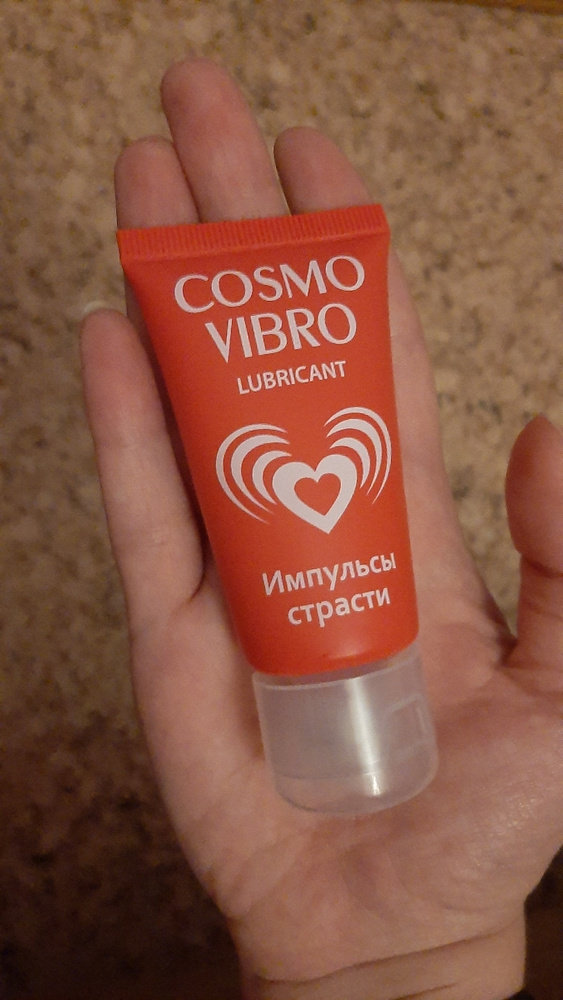 COSMO
VIBRO
LUBRICANT
Импульсы
страсти